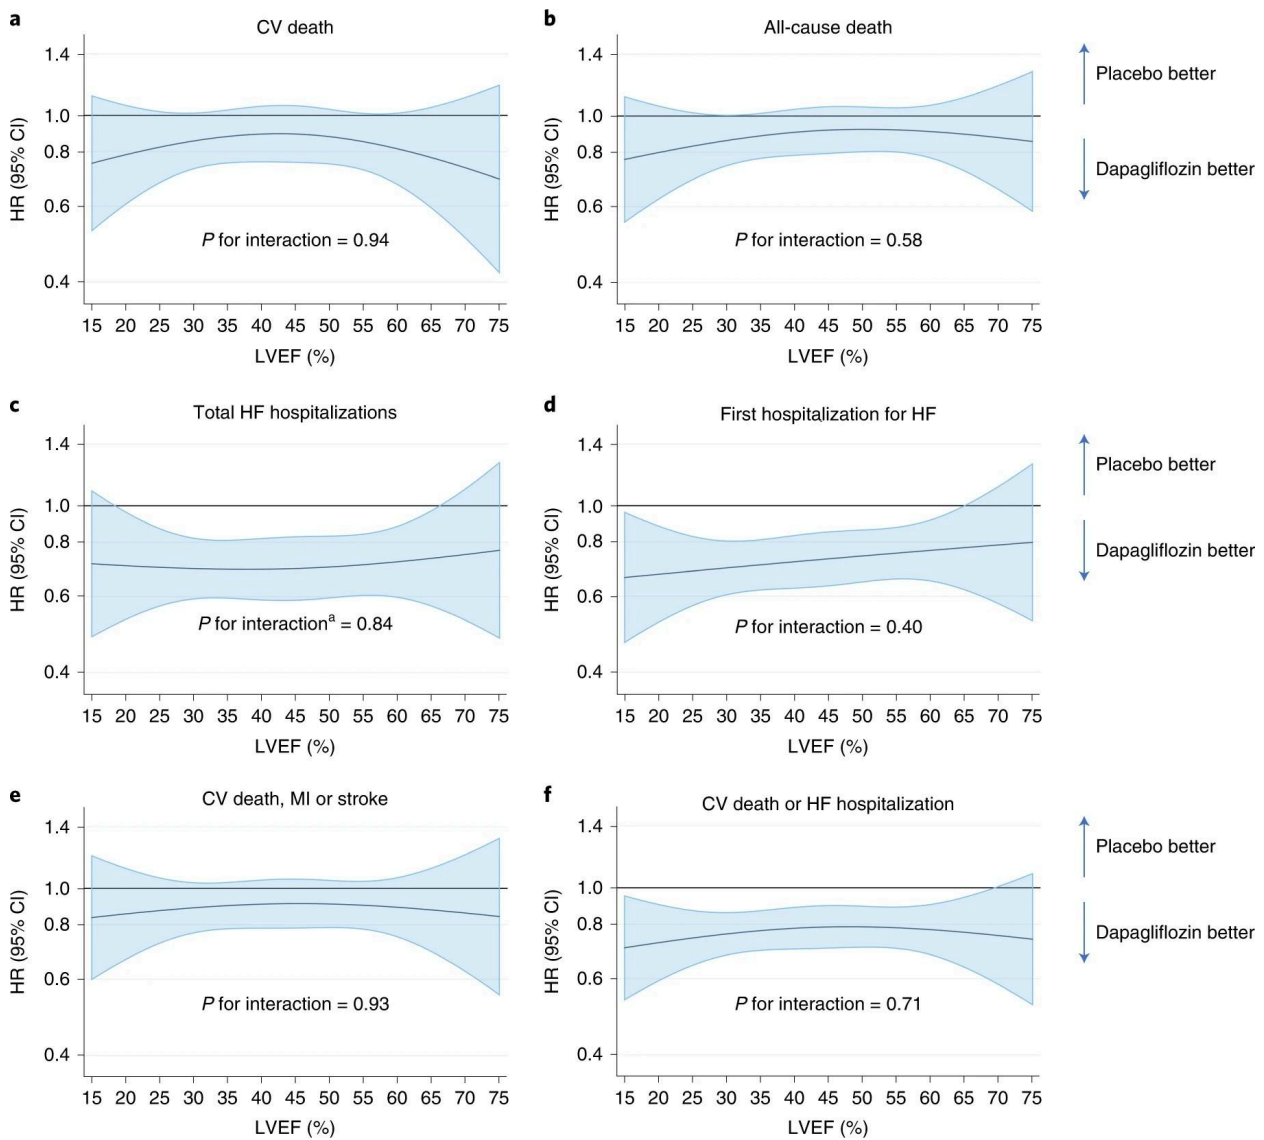 a
CV death
HR (95% CI)
1.4
1.0
0.8
0.6
0.4
P for interaction = 0.94
15 20 25 30 35 40 45 50 55 60 65 70 75
LVEF (%)
b
All-cause death
HR (95% CI)
1.4
1.0
0.8
0.6
0.4
P for interaction = 0.58
15 20 25 30 35 40 45 50 55 60 65 70 75
LVEF (%)
Placebo better
Dapagliflozin better
c
Total HF hospitalizations
HR (95% CI)
1.4
1.0
0.8
0.6
0.4
P for interactionᵃ = 0.84
15 20 25 30 35 40 45 50 55 60 65 70 75
LVEF (%)
d
First hospitalization for HF
HR (95% CI)
1.4
1.0
0.8
0.6
0.4
P for interaction = 0.40
15 20 25 30 35 40 45 50 55 60 65 70 75
LVEF (%)
Placebo better
Dapagliflozin better
e
CV death, MI or stroke
HR (95% CI)
1.4
1.0
0.8
0.6
0.4
P for interaction = 0.93
15 20 25 30 35 40 45 50 55 60 65 70 75
LVEF (%)
f
CV death or HF hospitalization
HR (95% CI)
1.4
1.0
0.8
0.6
0.4
P for interaction = 0.71
15 20 25 30 35 40 45 50 55 60 65 70 75
LVEF (%)
Placebo better
Dapagliflozin better